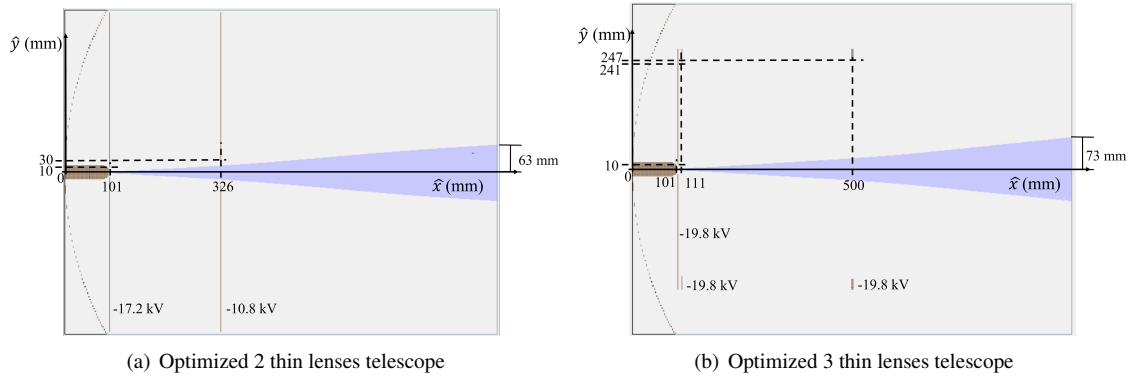 ŷ (mm)
30
10
0
101
326
x̂ (mm)
63 mm
-17.2 kV
-10.8 kV
(a) Optimized 2 thin lenses telescope
ŷ (mm)
247
241
10
0
101 111
500
x̂ (mm)
73 mm
-19.8 kV
-19.8 kV
-19.8 kV
(b) Optimized 3 thin lenses telescope